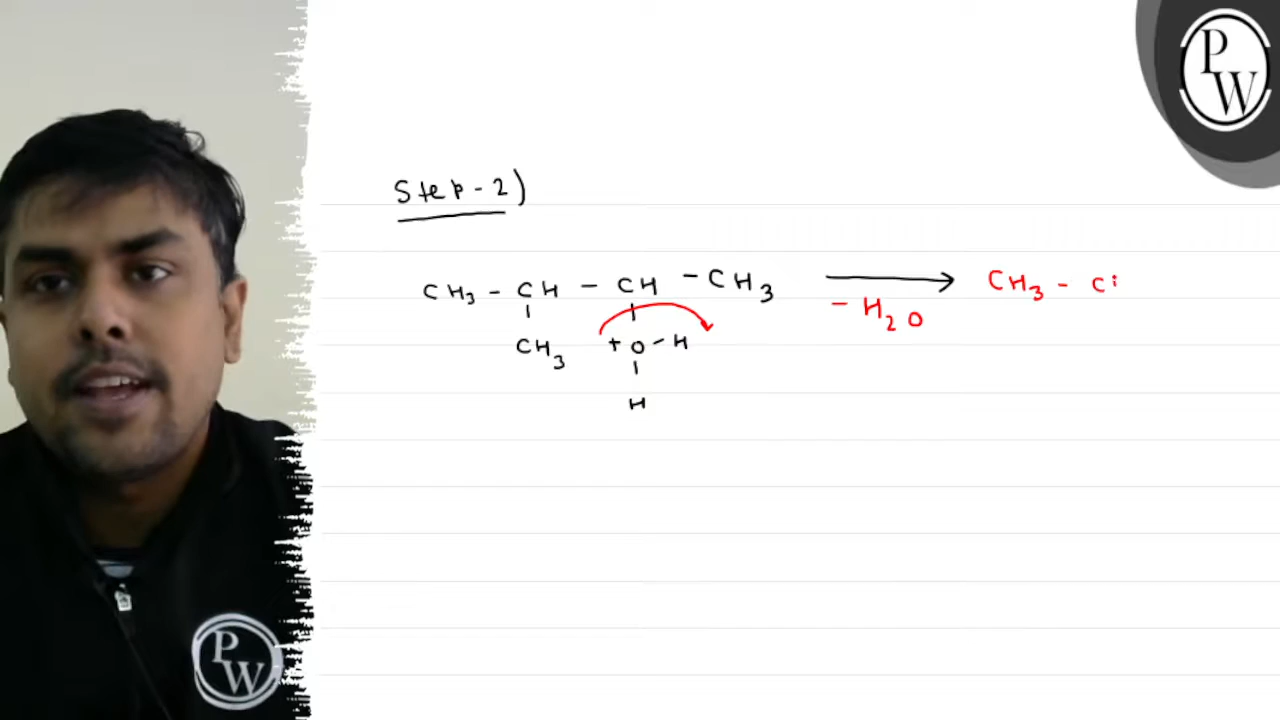 Step-2)
CH3 - CH - CH - CH3 → CH3 - C
- H2O
CH3 + O - H
H
PW
PW